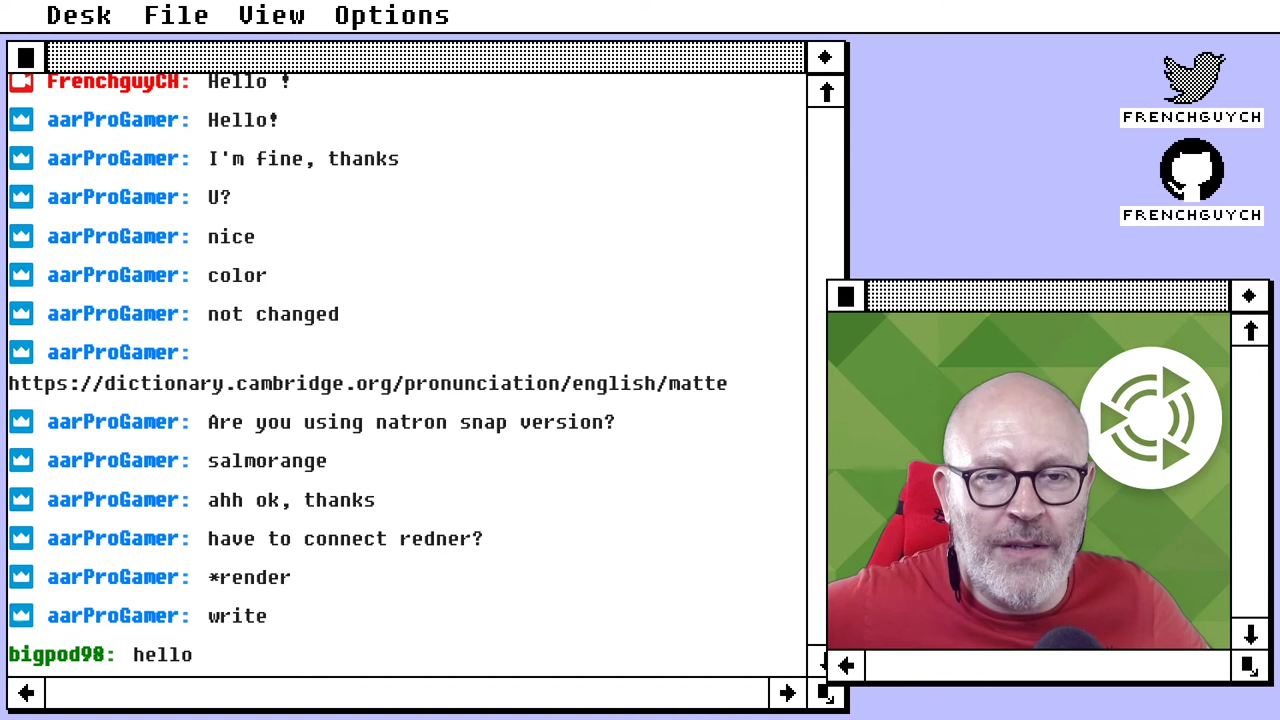 Desk File View Options
FrenchguyCH: Hello !
aarProGamer: Hello!
aarProGamer: I'm fine, thanks
aarProGamer: U?
aarProGamer: nice
aarProGamer: color
aarProGamer: not changed
aarProGamer:
https://dictionary.cambridge.org/pronunciation/english/matte
aarProGamer: Are you using natron snap version?
aarProGamer: salmorange
aarProGamer: ahh ok, thanks
aarProGamer: have to connect redner?
aarProGamer: *render
aarProGamer: write
bigpod98: hello
FRENCHGUYCH
FRENCHGUYCH